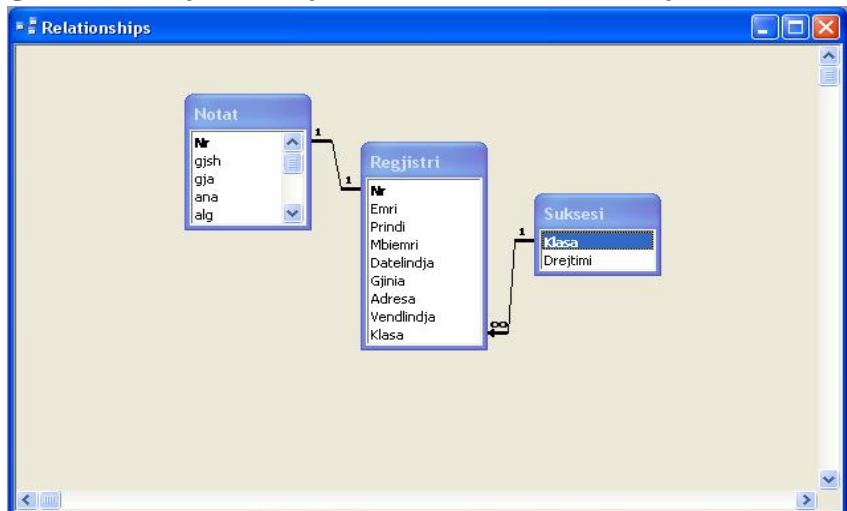 Relationships
Notat
Nr
gjsh
gja
ana
alg
1
1
Regjistri
Nr
Emri
Prindi
Mbiemri
Datelindja
Gjinia
Adresa
Vendlindja
Klasa
1
∞
Suksesi
Klasa
Drejtimi